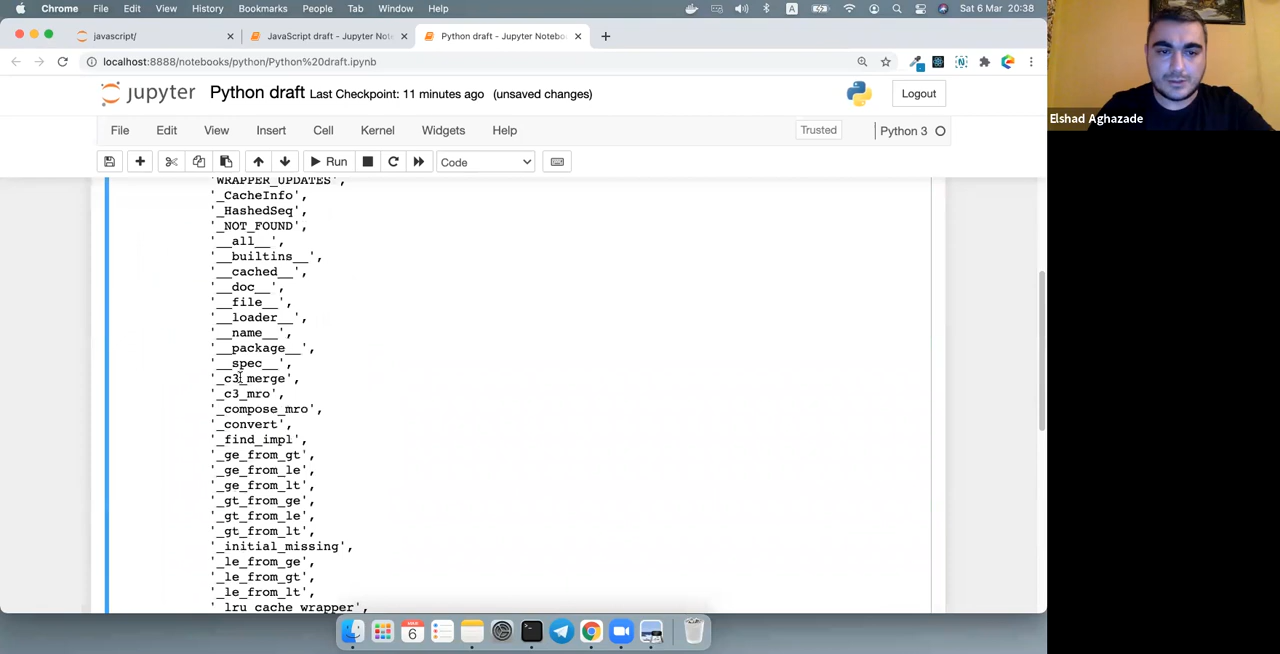 Chrome File Edit View History Bookmarks People Tab Window Help
A Sat 6 Mar 20:38
javascript/
JavaScript draft - Jupyter Note
Python draft - Jupyter Notebo
localhost:8888/notebooks/python/Python%20draft.ipynb
jupyter Python draft Last Checkpoint: 11 minutes ago (unsaved changes)
Logout
File Edit View Insert Cell Kernel Widgets Help
Trusted
Python 3
Run
Code
'WRAPPER_UPDATES',
'_CacheInfo',
'_HashedSeq',
'_NOT_FOUND',
'__all__',
'__builtins__',
'__cached__',
'__doc__',
'__file__',
'__loader__',
'__name__',
'__package__',
'__spec__',
'_c3_merge',
'_c3_mro',
'_compose_mro',
'_convert',
'_find_impl',
'_ge_from_gt',
'_ge_from_le',
'_ge_from_lt',
'_gt_from_ge',
'_gt_from_le',
'_gt_from_lt',
'_initial_missing',
'_le_from_ge',
'_le_from_gt',
'_le_from_lt',
'_lru_cache_wrapper',
Elshad Aghazade
6